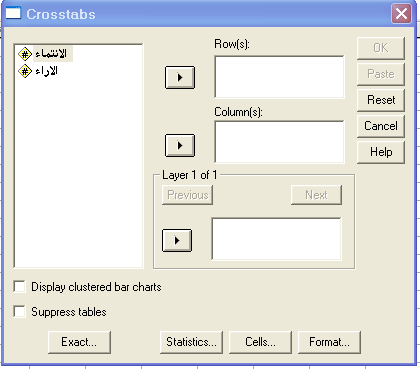 Crosstabs
الانتماء
الاراء
Row(s):
Column(s):
Layer 1 of 1
Previous
Next
OK
Paste
Reset
Cancel
Help
Display clustered bar charts
Suppress tables
Exact...
Statistics...
Cells...
Format...